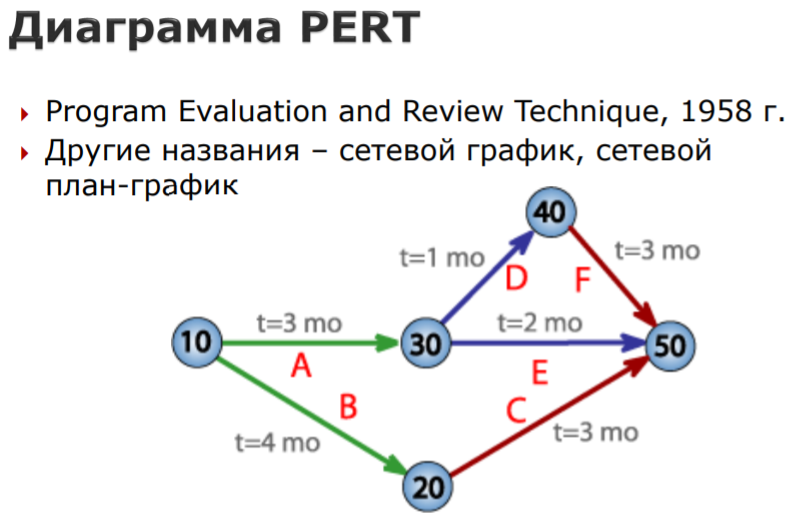 Диаграмма PERT
Program Evaluation and Review Technique, 1958 г.
Другие названия – сетевой график, сетевой
план-график
40
t=1 mo
t=3 mo
D
F
t=3 mo
t=2 mo
10
30
50
A
E
B
C
t=4 mo
t=3 mo
20